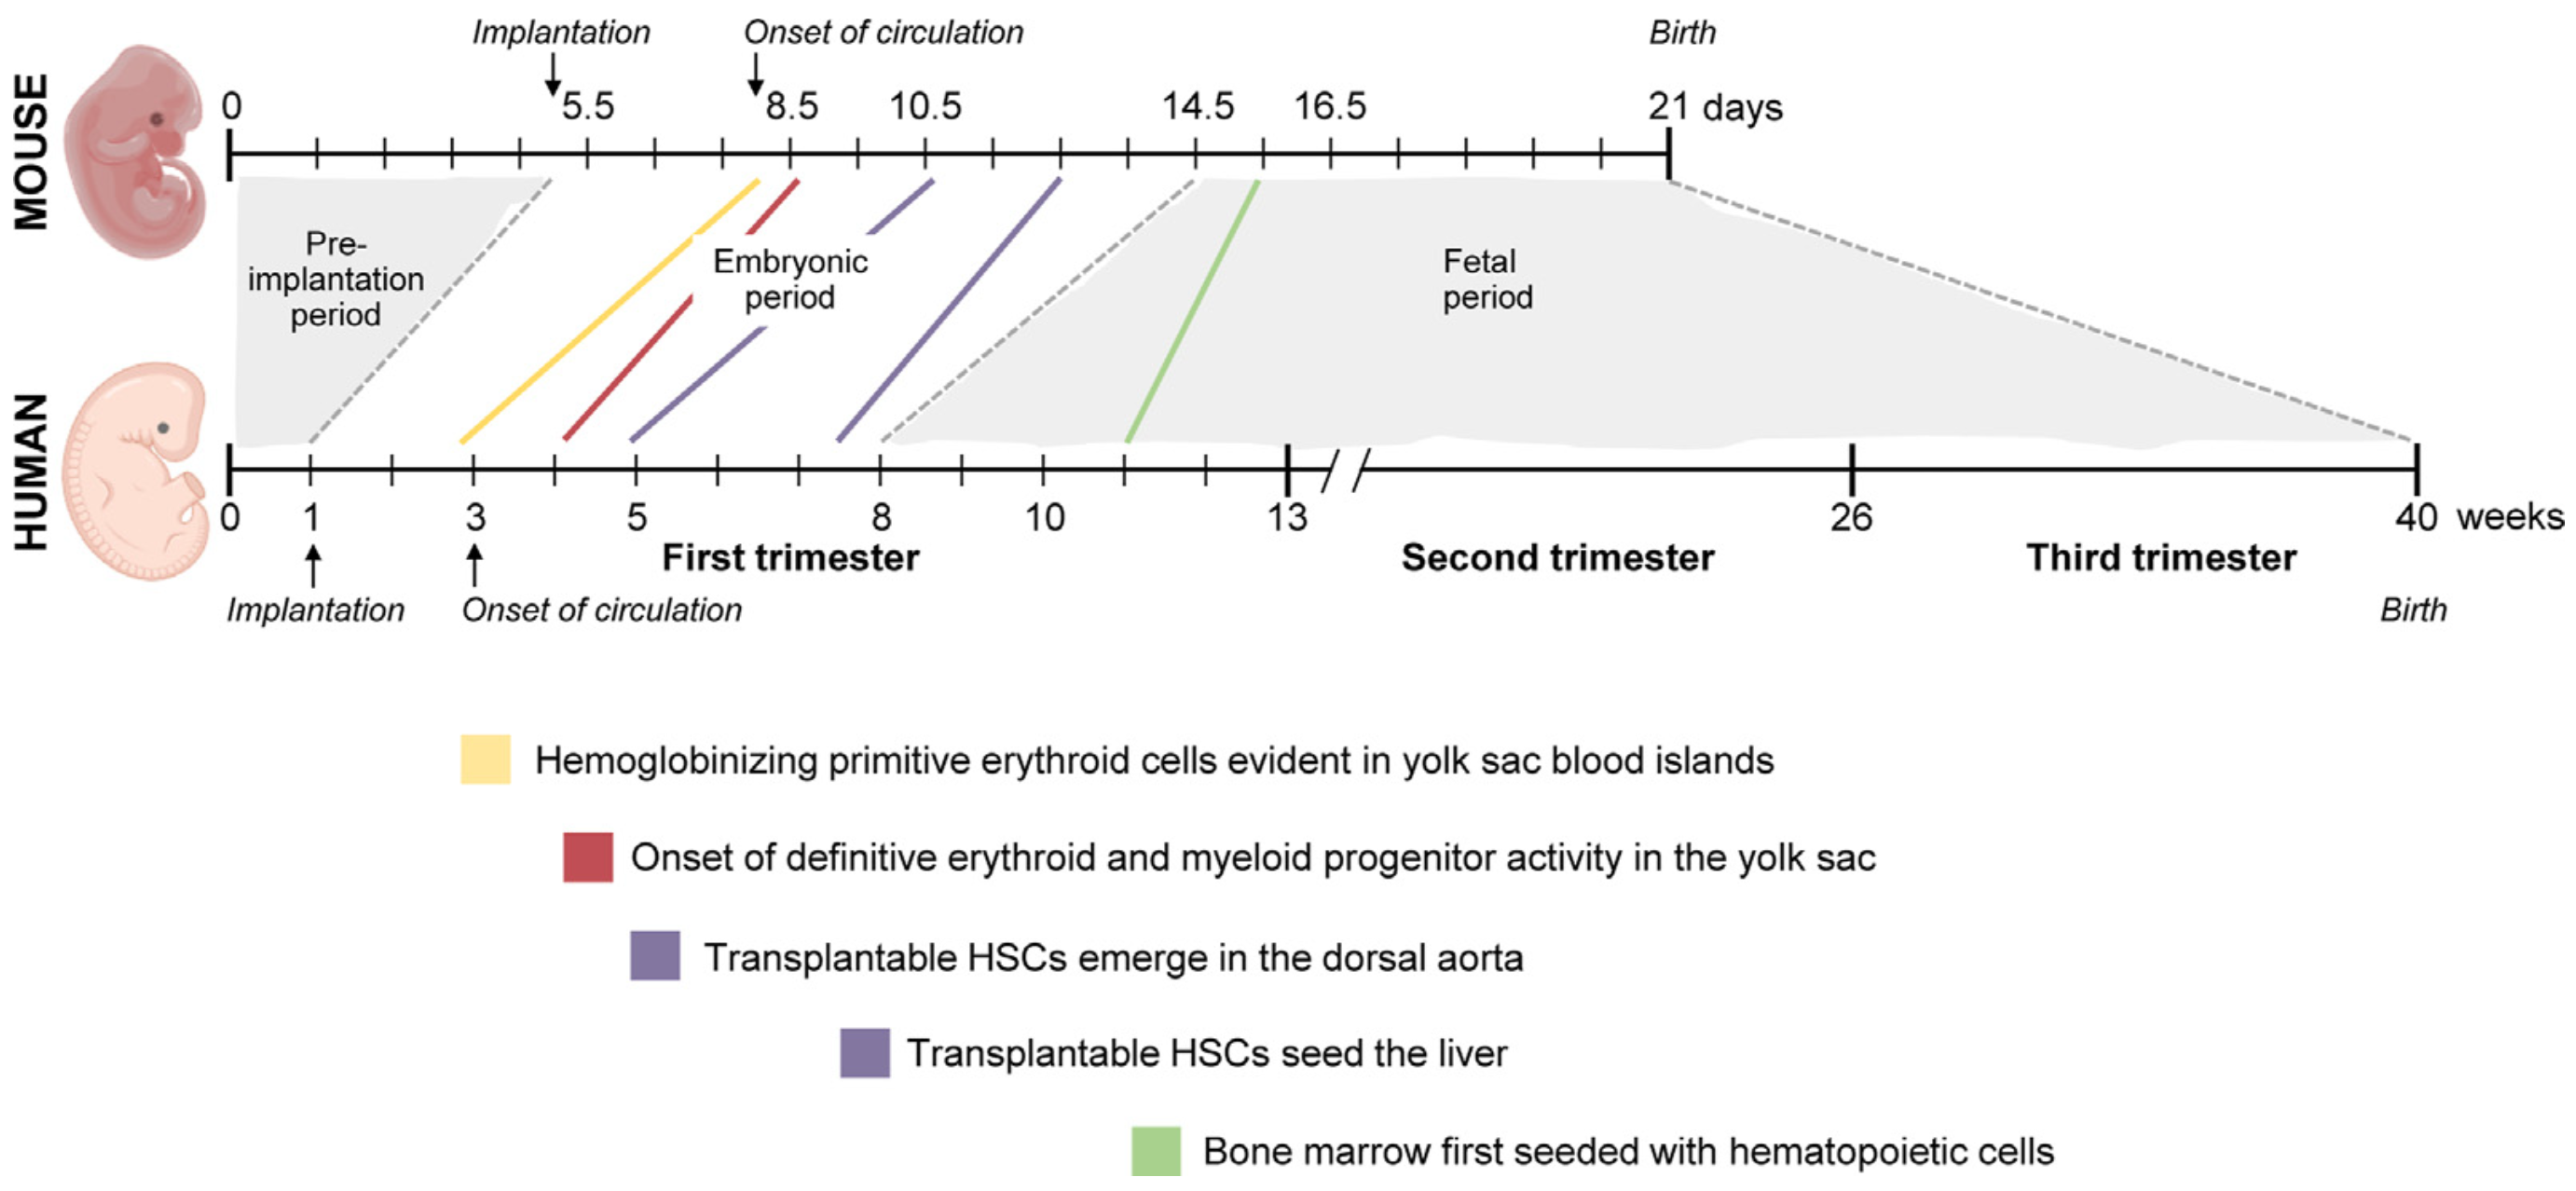 Implantation
Onset of circulation
Birth
MOUSE
0
5.5
8.5
10.5
14.5
16.5
21 days
Pre-
implantation
period
Embryonic
period
Fetal
period
HUMAN
0
1
3
5
8
10
13
26
40 weeks
First trimester
Second trimester
Third trimester
Implantation
Onset of circulation
Birth
Hemoglobinizing primitive erythroid cells evident in yolk sac blood islands
Onset of definitive erythroid and myeloid progenitor activity in the yolk sac
Transplantable HSCs emerge in the dorsal aorta
Transplantable HSCs seed the liver
Bone marrow first seeded with hematopoietic cells